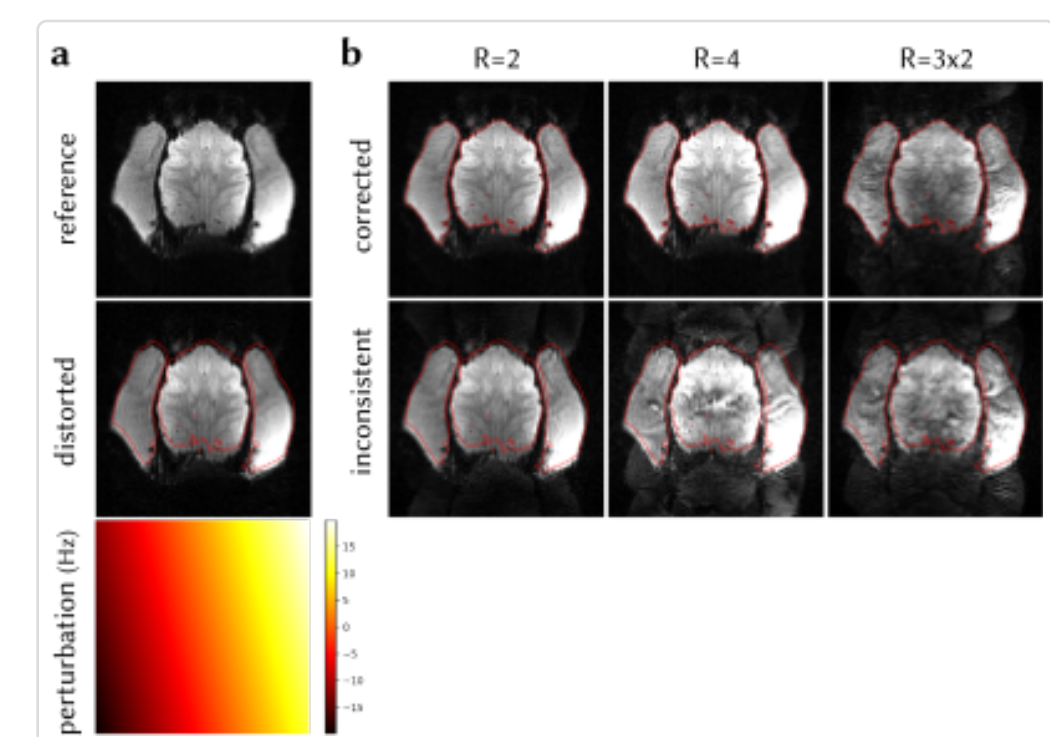 a
b
R=2
R=4
R=3x2
reference
corrected
distorted
inconsistent
perturbation (Hz)
15
10
5
0
−5
−10
−15